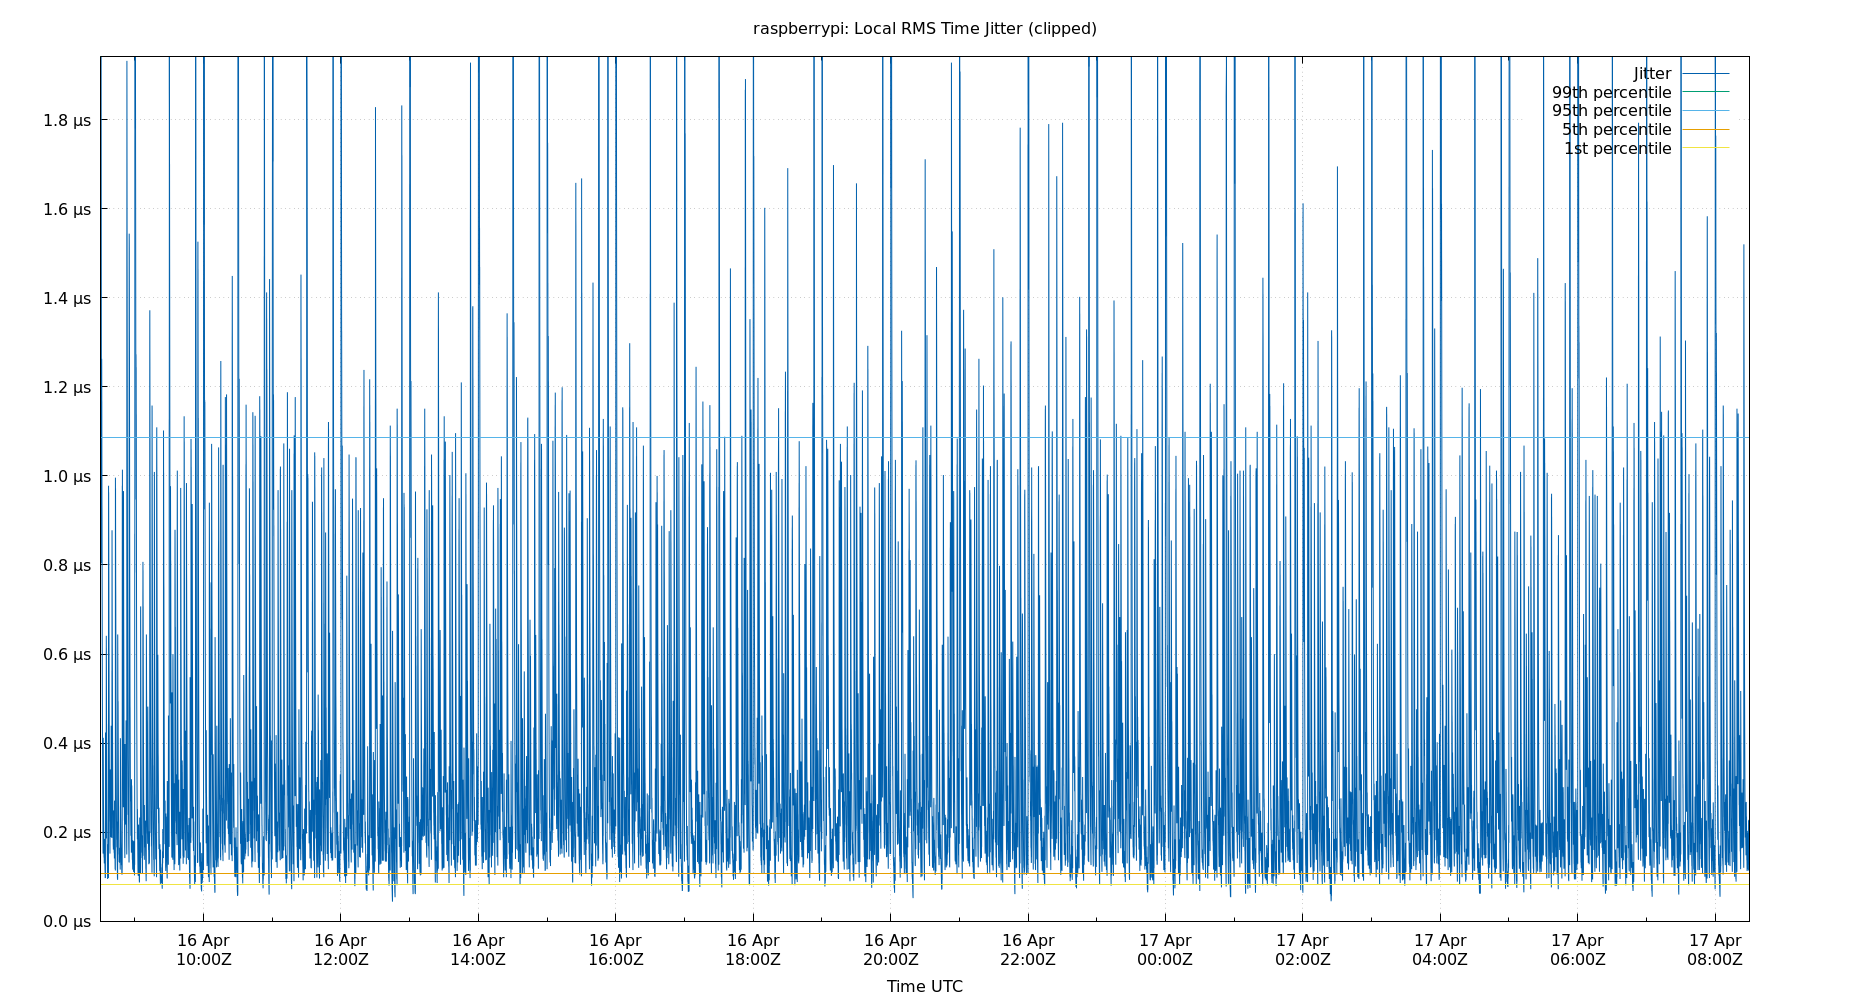 raspberrypi: Local RMS Time Jitter (clipped)
Jitter
99th percentile
95th percentile
5th percentile
1st percentile
1.8 µs
1.6 µs
1.4 µs
1.2 µs
1.0 µs
0.8 µs
0.6 µs
0.4 µs
0.2 µs
0.0 µs
16 Apr 16 Apr 16 Apr 16 Apr 16 Apr 16 Apr 16 Apr 17 Apr 17 Apr 17 Apr 17 Apr 17 Apr
10:00Z 12:00Z 14:00Z 16:00Z 18:00Z 20:00Z 22:00Z 00:00Z 02:00Z 04:00Z 06:00Z 08:00Z
Time UTC